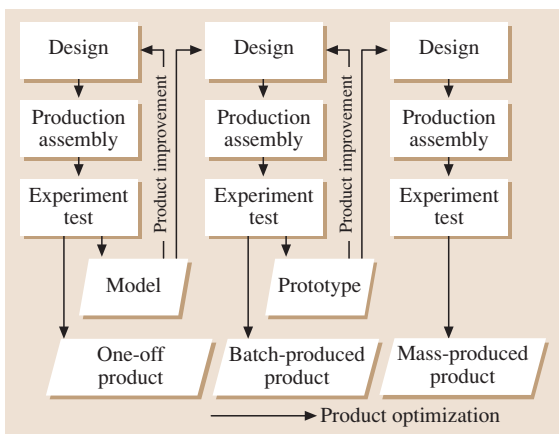 Design
Production
assembly
Experiment
test
Product improvement
Model
One-off
product
Design
Production
assembly
Experiment
test
Product improvement
Prototype
Batch-produced
product
Design
Production
assembly
Experiment
test
Mass-produced
product
Product optimization